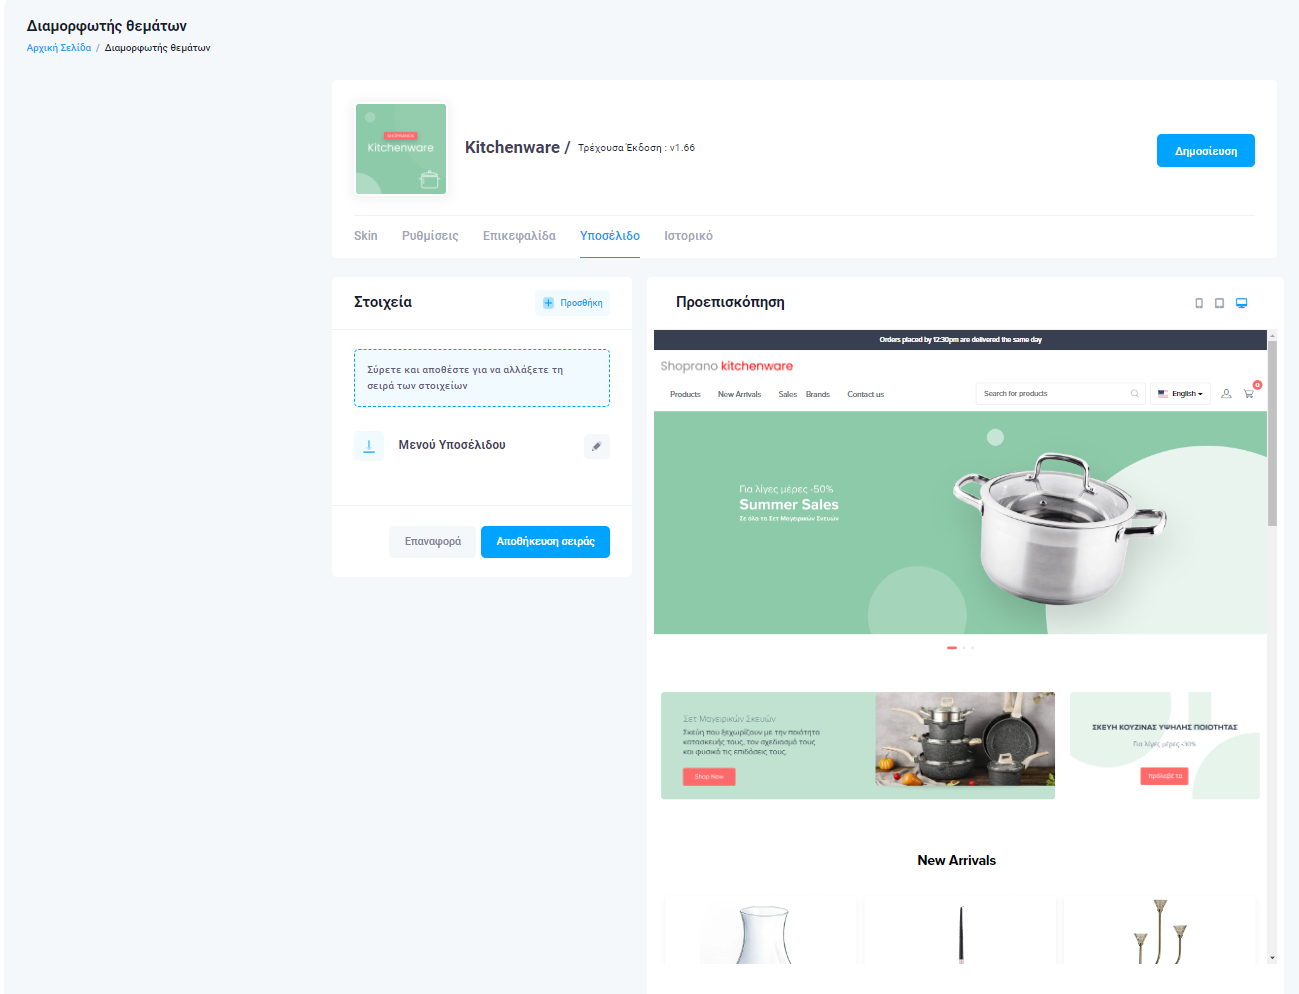 Διαμορφωτής θεμάτων
Αρχική Σελίδα / Διαμορφωτής θεμάτων
SHOPRANOS
Kitchenware
Kitchenware / Τρέχουσα Έκδοση : v1.66
Δημοσίευση
Skin Ρυθμίσεις Επικεφαλίδα Υποσέλιδο Ιστορικό
Στοιχεία
Προσθήκη
Σύρετε και αποθέστε για να αλλάξετε τη
σειρά των στοιχείων
Μενού Υποσέλιδου
Επαναφορά Αποθήκευση σειράς
Προεπισκόπηση
Orders placed by 12:30pm are delivered the same day
Shoprano kitchenware
Products New Arrivals Sales Brands Contact us
Search for products
English
0
Για λίγες μέρες -50%
Summer Sales
Σε όλα τα Σετ Μαγειρικών Σκευών
Σετ Μαγειρικών Σκευών
Σκεύη που ξεχωρίζουν με την ποιότητα
κατασκευής τους, τον σχεδιασμό τους
και φυσικά τις επιδόσεις τους.
Shop Now
ΣΚΕΥΗ ΚΟΥΖΙΝΑΣ ΥΨΗΛΗΣ ΠΟΙΟΤΗΤΑΣ
Για λίγες μέρες -30%
πρόλαβέ τα
New Arrivals